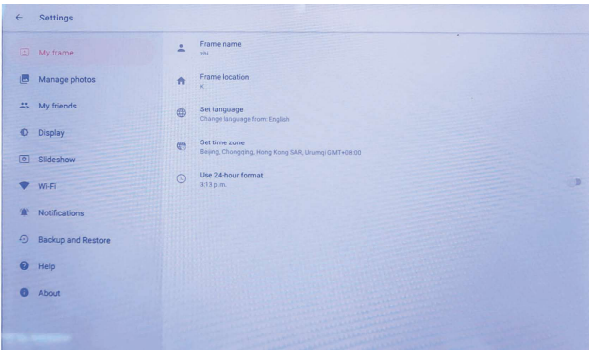 Settings
My frame
Manage photos
My friends
Display
Slideshow
Wi-Fi
Notifications
Backup and Restore
Help
About
Frame name
Frame location
Set language
Change language from: English
Set time zone
Beijing, Chongqing, Hong Kong SAR, Urumqi GMT+08:00
Use 24-hour format
3:13 p.m.